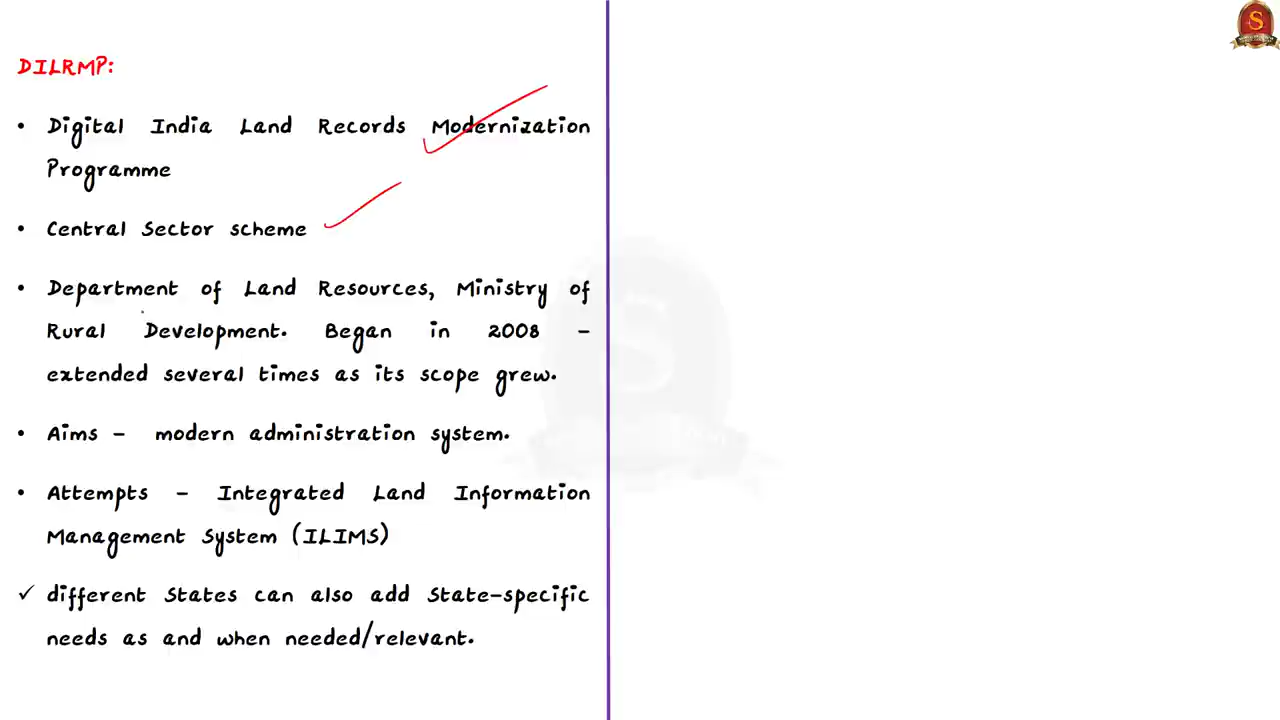 DILRMP:
• Digital India Land Records Modernization
Programme
• Central Sector scheme
• Department of Land Resources, Ministry of
Rural Development. Began in 2008 –
extended several times as its scope grew.
• Aims – modern administration system.
• Attempts – Integrated Land Information
Management System (ILIMS)
✓ different States can also add State-specific
needs as and when needed/relevant.
S